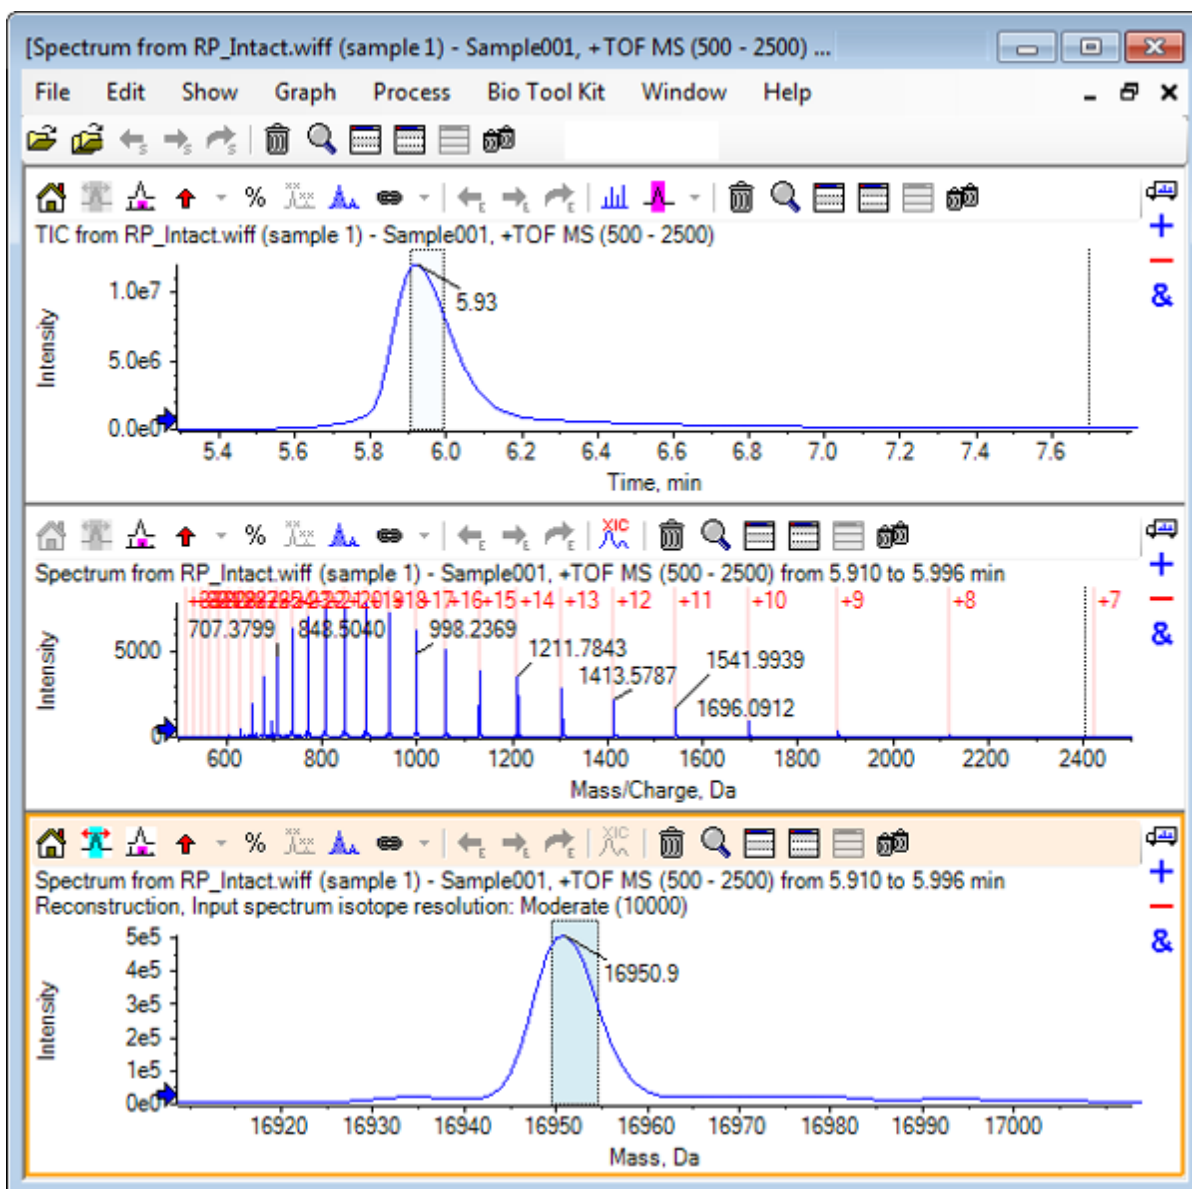 [Spectrum from RP_Intact.wiff (sample 1) - Sample001, +TOF MS (500 - 2500) ...
File Edit Show Graph Process Bio Tool Kit Window Help
TIC from RP_Intact.wiff (sample 1) - Sample001, +TOF MS (500 - 2500)
Intensity
1.0e7
5.0e6
0.0e0
5.93
5.4 5.6 5.8 6.0 6.2 6.4 6.6 6.8 7.0 7.2 7.4 7.6
Time, min
XIC
Spectrum from RP_Intact.wiff (sample 1) - Sample001, +TOF MS (500 - 2500) from 5.910 to 5.996 min
+19 +18 +17 +16 +15 +14 +13 +12 +11 +10 +9 +8 +7
707.3799 848.5040 998.2369
1211.7843
1413.5787
1541.9939
1696.0912
Intensity
5000
0
600 800 1000 1200 1400 1600 1800 2000 2200 2400
Mass/Charge, Da
XIC
Spectrum from RP_Intact.wiff (sample 1) - Sample001, +TOF MS (500 - 2500) from 5.910 to 5.996 min
Reconstruction, Input spectrum isotope resolution: Moderate (10000)
Intensity
5e5
4e5
3e5
2e5
1e5
0e0
16950.9
16920 16930 16940 16950 16960 16970 16980 16990 17000
Mass, Da